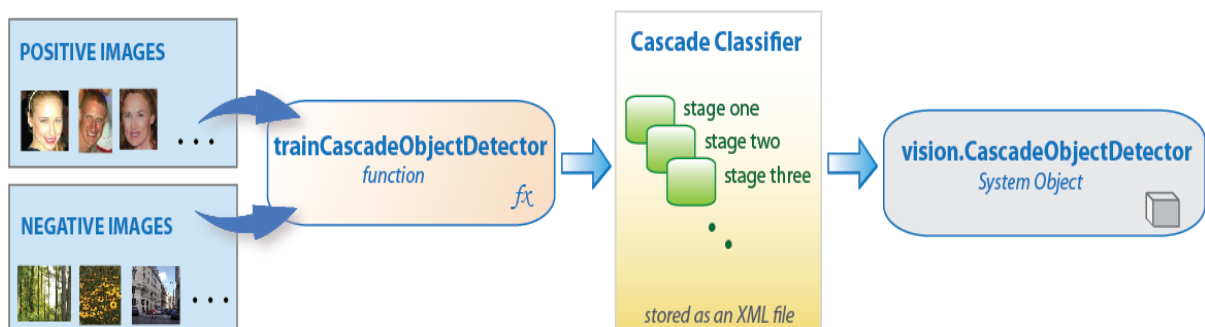 POSITIVE IMAGES
. . .
NEGATIVE IMAGES
. . .
trainCascadeObjectDetector
function
fx
Cascade Classifier
stage one
stage two
stage three
stored as an XML file
vision.CascadeObjectDetector
System Object